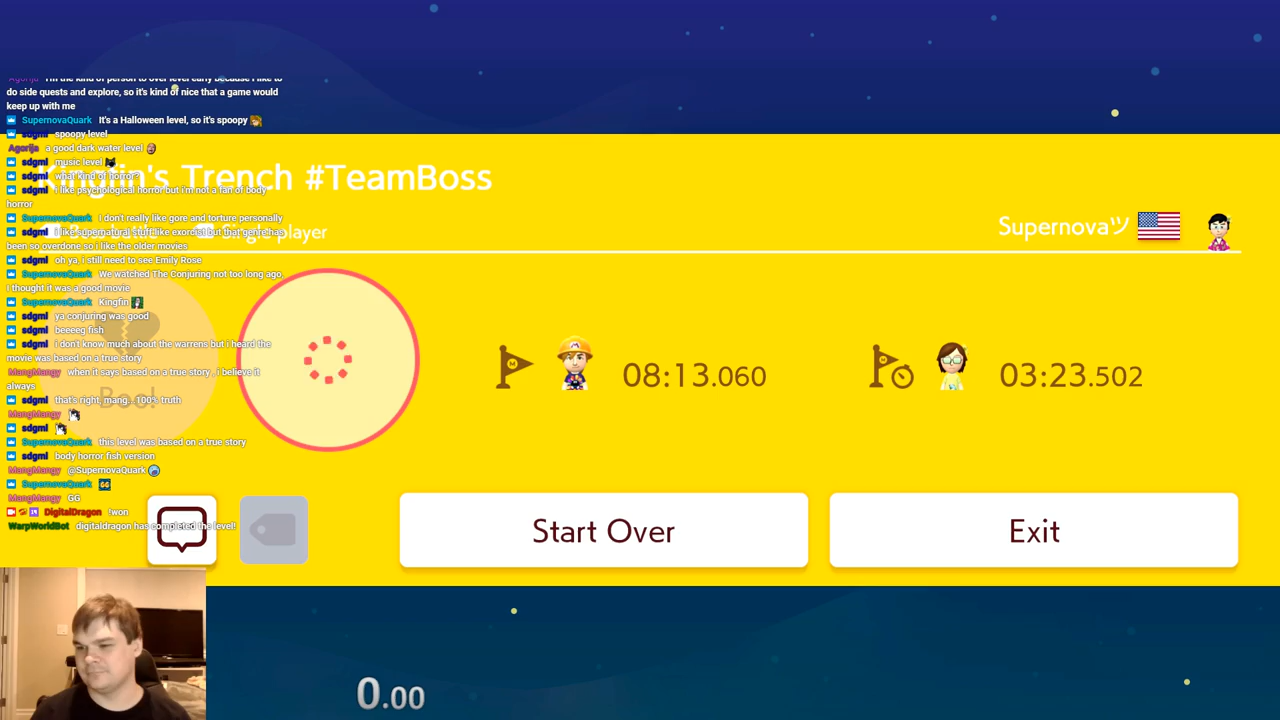 Agorija I'm the kind of person to over level early because I like to
do side quests and explore, so it's kind of nice that a game would
keep up with me
SupernovaQuark It's a Halloween level, so it's spoopy
sdgml spoopy level
Agorija a good dark water level
sdgml music level
Kingfin's Trench #TeamBoss
sdgml what kind of horror?
sdgml i like psychological horror but i'm not a fan of body
horror
SupernovaQuark I don't really like gore and torture personally
Supernovaツ
Boss battle Single player
sdgml i like supernatural stuff like exorcist but that genre has
been so overdone so i like the older movies
sdgml oh ya, i still need to see Emily Rose
SupernovaQuark We watched The Conjuring not too long ago,
I thought it was a good movie
SupernovaQuark Kingfin
sdgml ya conjuring was good
sdgml beeeeg fish
sdgml i don't know much about the warrens but i heard the
movie was based on a true story
MangMangy when it says based on a true story, i believe it
always
M 08:13.060
M 03:23.502
Boo!
sdgml that's right, mang...100% truth
MangMangy
sdgml
SupernovaQuark this level was based on a true story
sdgml body horror fish version
MangMangy @SupernovaQuark
SupernovaQuark GG
MangMangy GG
DigitalDragon !won
WarpWorldBot digitaldragon has completed the level!
Start Over
Exit
0.00